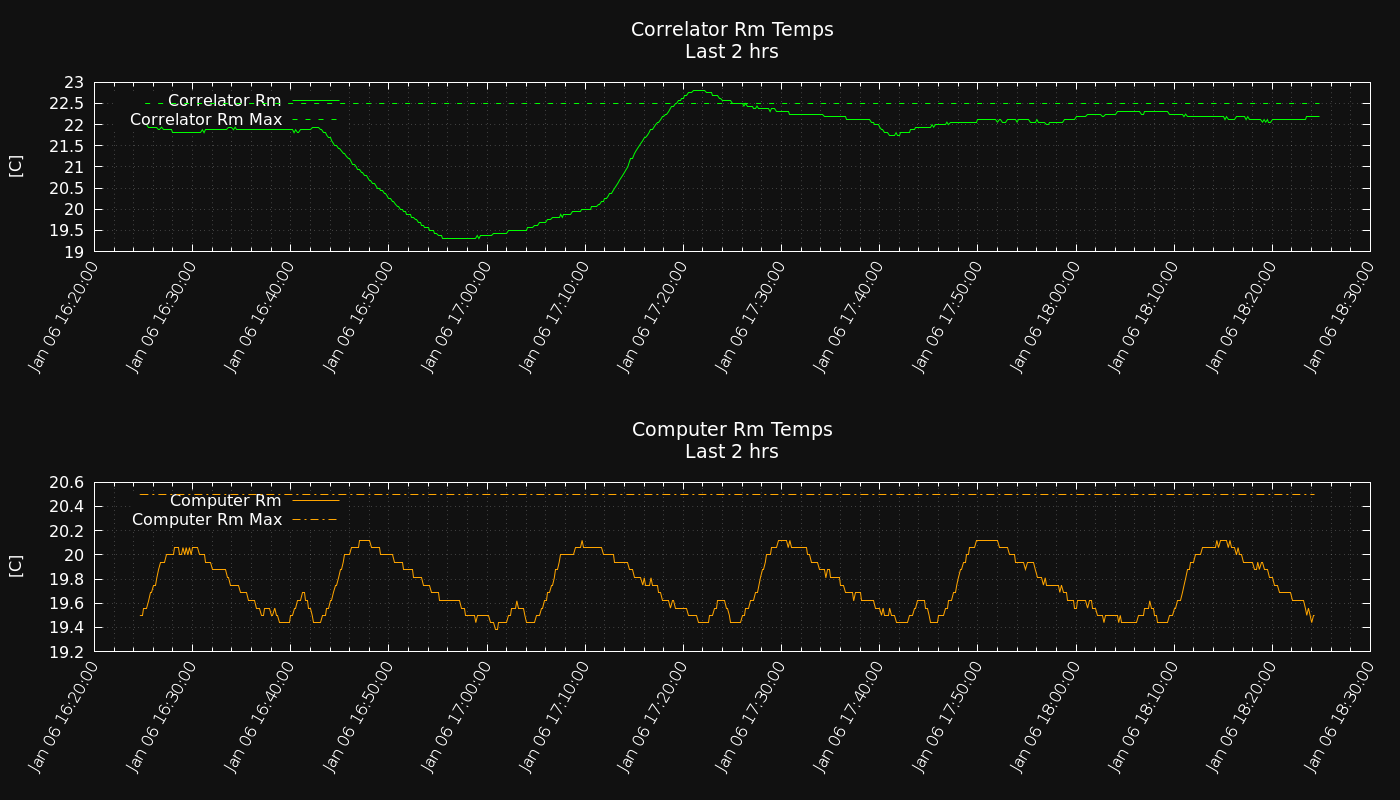 Correlator Rm Temps
Last 2 hrs
23
22.5
22
21.5
21
20.5
20
19.5
19
[C]
Correlator Rm
Correlator Rm Max
Jan 06 16:20:00
Jan 06 16:30:00
Jan 06 16:40:00
Jan 06 16:50:00
Jan 06 17:00:00
Jan 06 17:10:00
Jan 06 17:20:00
Jan 06 17:30:00
Jan 06 17:40:00
Jan 06 17:50:00
Jan 06 18:00:00
Jan 06 18:10:00
Jan 06 18:20:00
Jan 06 18:30:00
Computer Rm Temps
Last 2 hrs
20.6
20.4
20.2
20
19.8
19.6
19.4
19.2
[C]
Computer Rm
Computer Rm Max
Jan 06 16:20:00
Jan 06 16:30:00
Jan 06 16:40:00
Jan 06 16:50:00
Jan 06 17:00:00
Jan 06 17:10:00
Jan 06 17:20:00
Jan 06 17:30:00
Jan 06 17:40:00
Jan 06 17:50:00
Jan 06 18:00:00
Jan 06 18:10:00
Jan 06 18:20:00
Jan 06 18:30:00